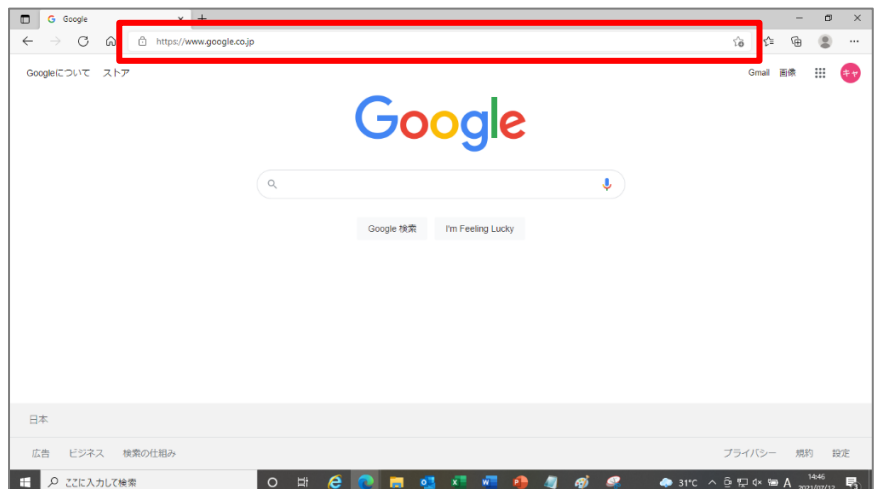 Google
https://www.google.co.jp
Googleについて ストア
Gmail 画像
キャ
Google
Google 検索 I'm Feeling Lucky
日本
広告 ビジネス 検索の仕組み
プライバシー 規約 設定
ここに入力して検索
31°C A 14:46